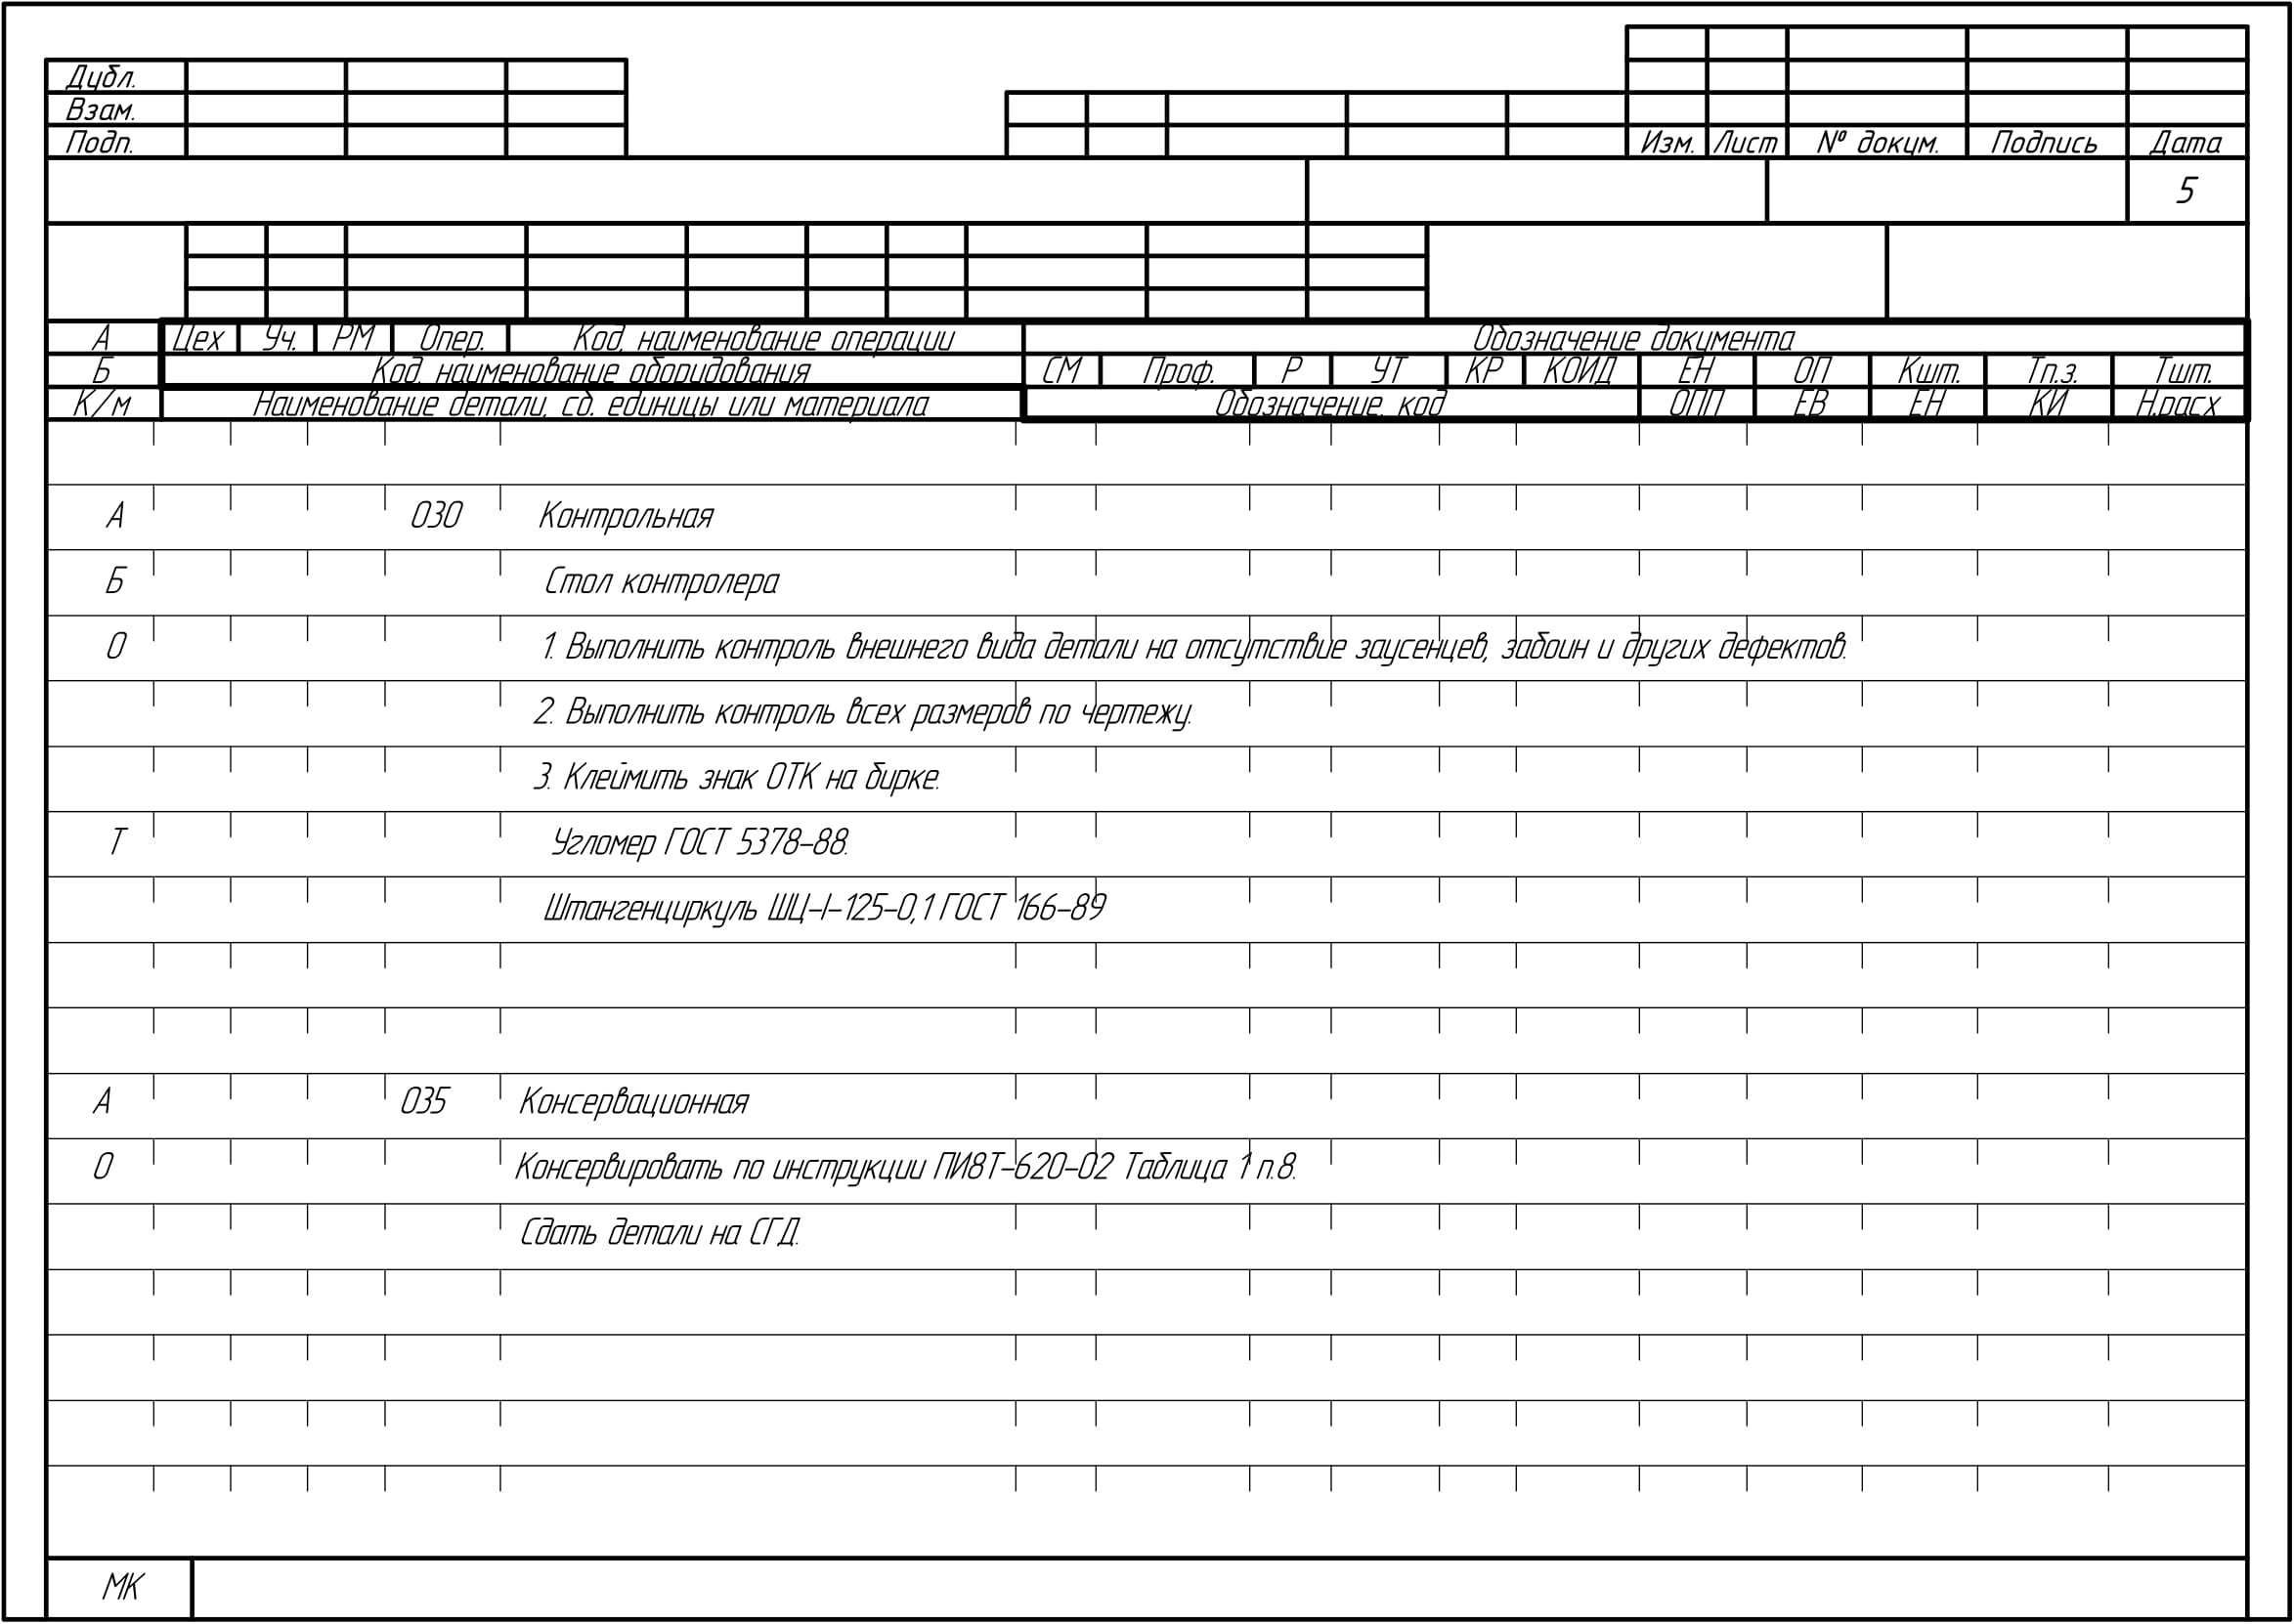 Дубл.
Взам.
Подп.
Изм. Лист № докум. Подпись Дата
5
А Цех Уч. РМ Опер. Код, наименование операции Обозначение документа
Б Код, наименование оборудования СМ Проф. Р УТ КР КОИД ЕН ОП Кшт. Тп.з. Тшт.
К/м Наименование детали, сб. единицы или материала Обозначение, код ОПП ЕВ ЕН КИ Н.расх
А 030 Контрольная
Б Стол контролера
О 1. Выполнить контроль внешнего вида детали на отсутствие заусенцев, забоин и других дефектов.
2. Выполнить контроль всех размеров по чертежу.
3. Клеймить знак ОТК на бирке.
Т Угломер ГОСТ 5378-88.
Штангенциркуль ШЦ-I-125-0,1 ГОСТ 166-89
А 035 Консервационная
О Консервировать по инструкции ПИ8Т-620-02 Таблица 1 п.8.
Сдать детали на СГД.
МК